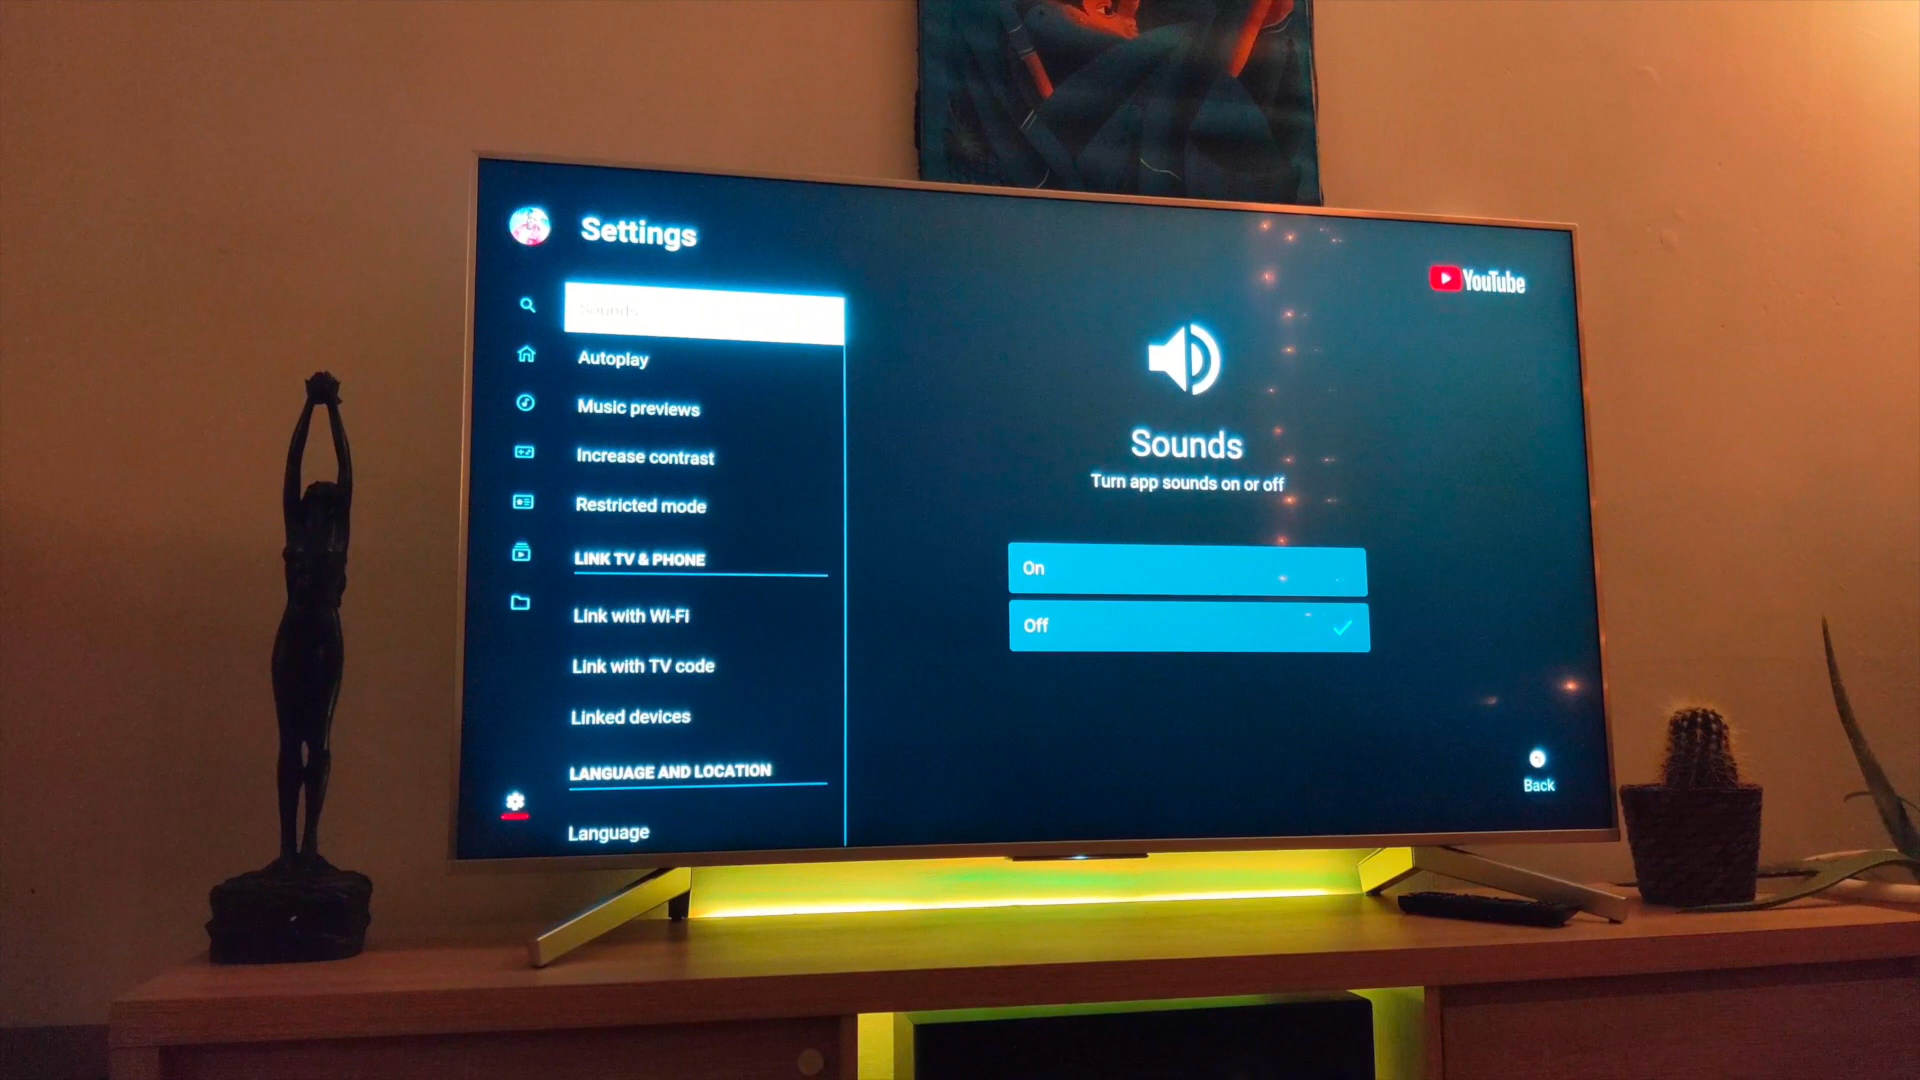 Settings
YouTube
Sounds
Autoplay
Music previews
Increase contrast
Restricted mode
LINK TV & PHONE
Link with Wi-Fi
Link with TV code
Linked devices
LANGUAGE AND LOCATION
Language
Sounds
Turn app sounds on or off
On
Off
Back